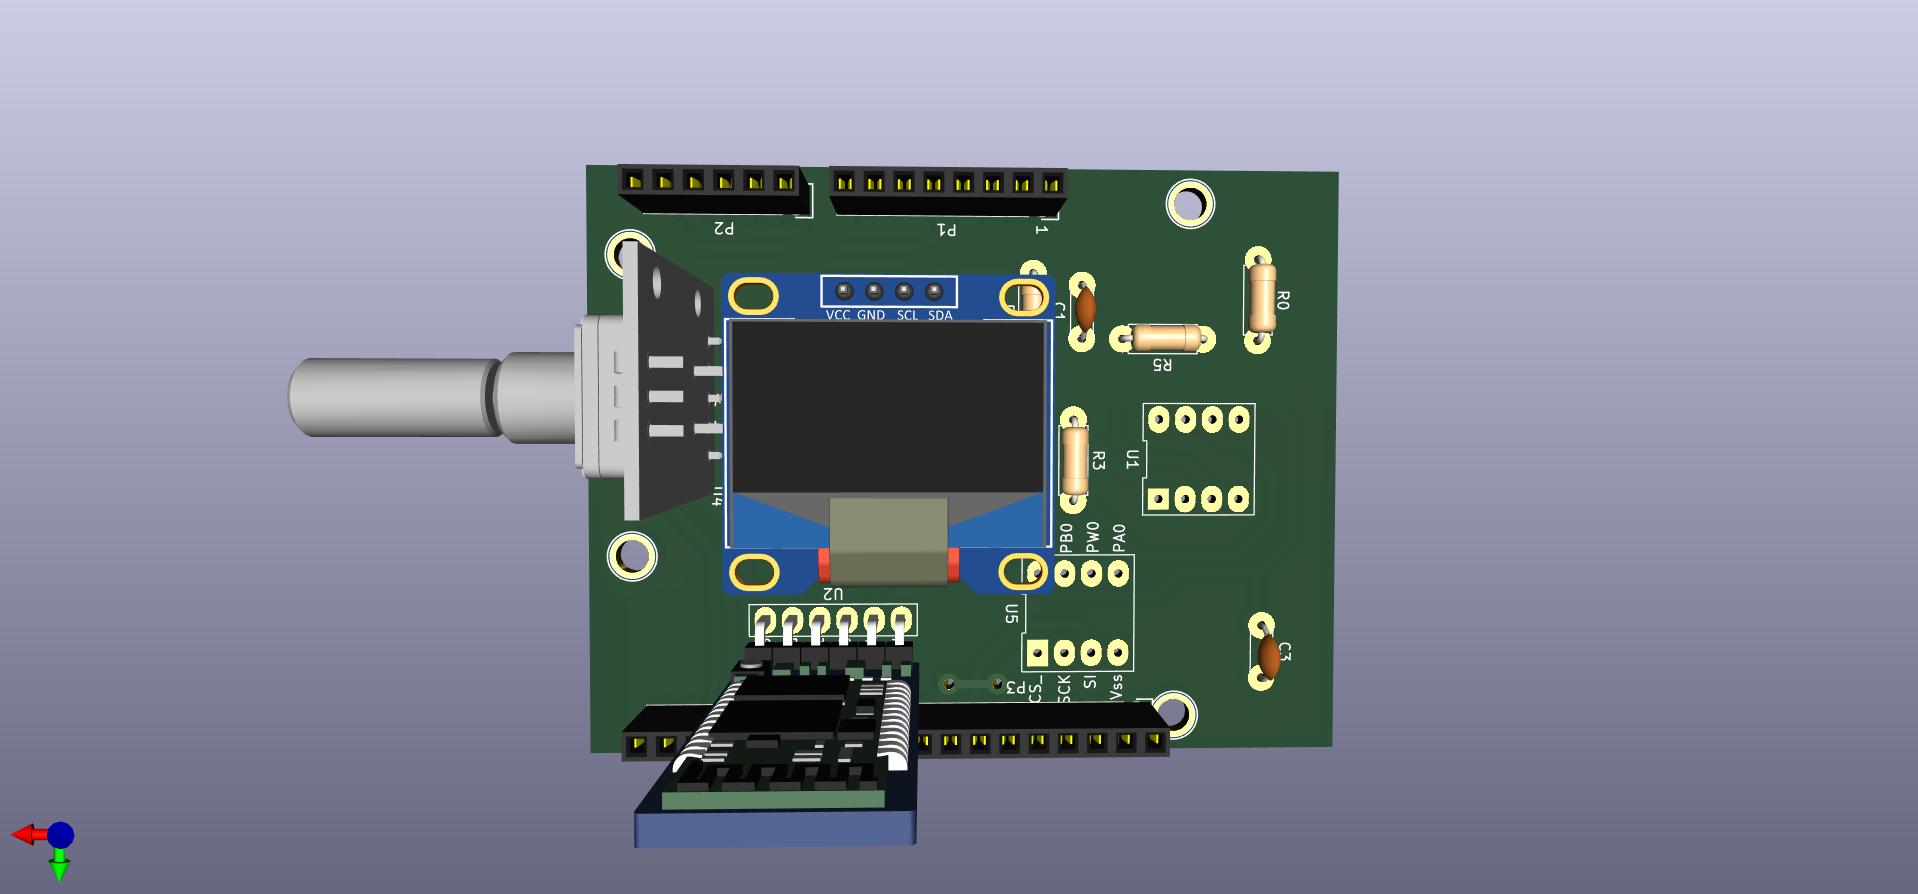 P2
P1
1
VCC GND SCL SDA
C1
R0
R5
R3
U1
U4
PB0
PW0
PA0
U2
U5
C3
P3
CS_
SCK
SI
Vss